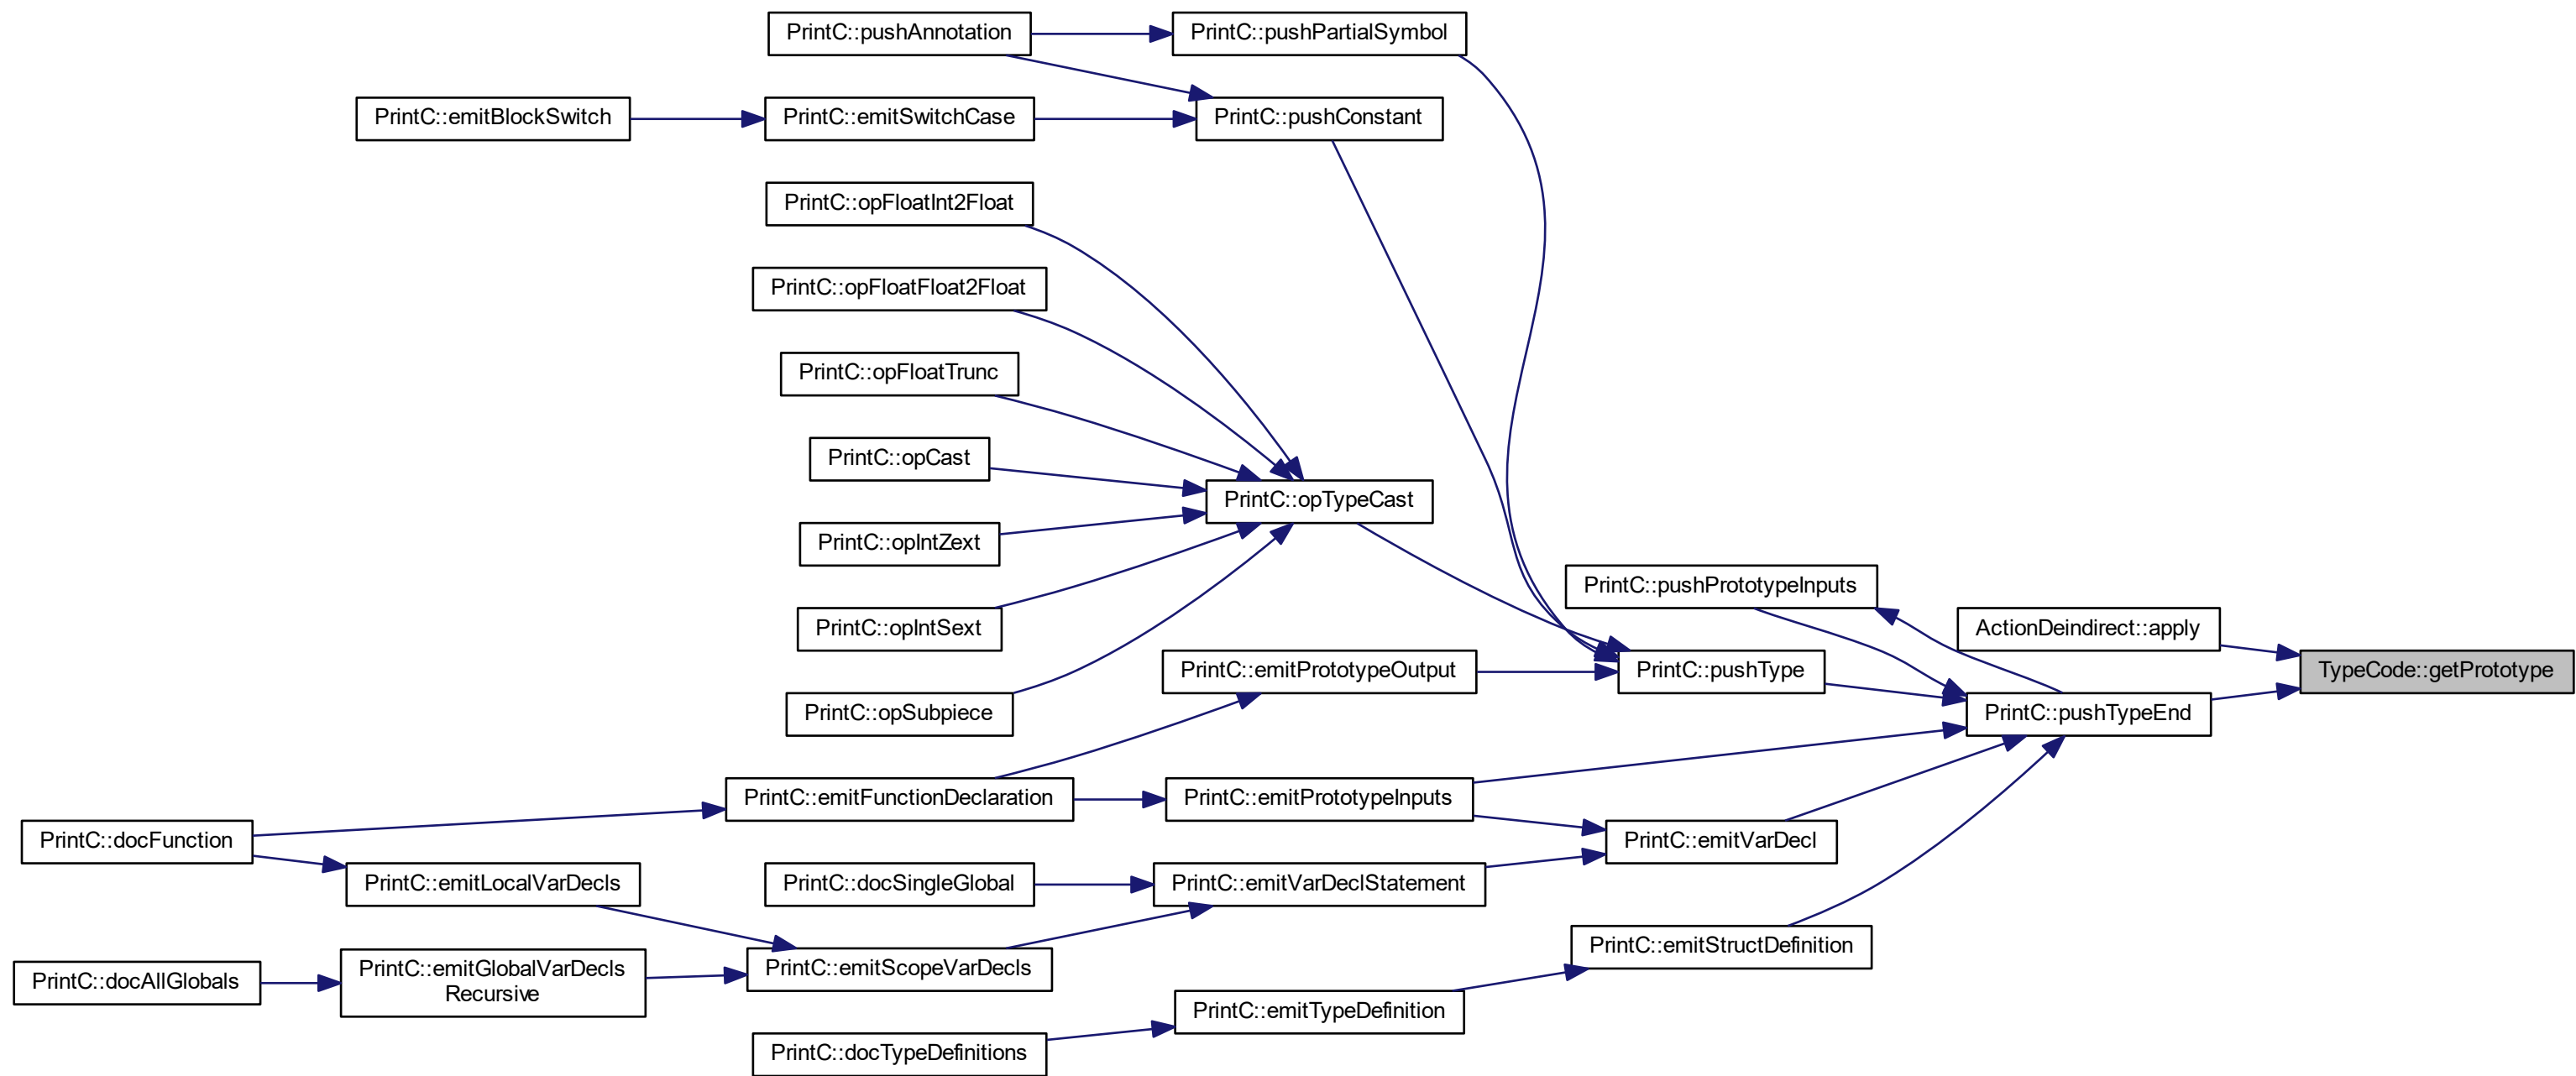 PrintC::pushAnnotation
PrintC::pushPartialSymbol
PrintC::emitBlockSwitch
PrintC::emitSwitchCase
PrintC::pushConstant
PrintC::opFloatInt2Float
PrintC::opFloatFloat2Float
PrintC::opFloatTrunc
PrintC::opCast
PrintC::opTypeCast
PrintC::opIntZext
PrintC::pushPrototypeInputs
PrintC::opIntSext
ActionDeindirect::apply
PrintC::emitPrototypeOutput
PrintC::pushType
TypeCode::getPrototype
PrintC::opSubpiece
PrintC::pushTypeEnd
PrintC::emitFunctionDeclaration
PrintC::emitPrototypeInputs
PrintC::docFunction
PrintC::emitVarDecl
PrintC::emitLocalVarDecls
PrintC::docSingleGlobal
PrintC::emitVarDeclStatement
PrintC::emitStructDefinition
PrintC::docAllGlobals
PrintC::emitGlobalVarDecls
Recursive
PrintC::emitScopeVarDecls
PrintC::emitTypeDefinition
PrintC::docTypeDefinitions